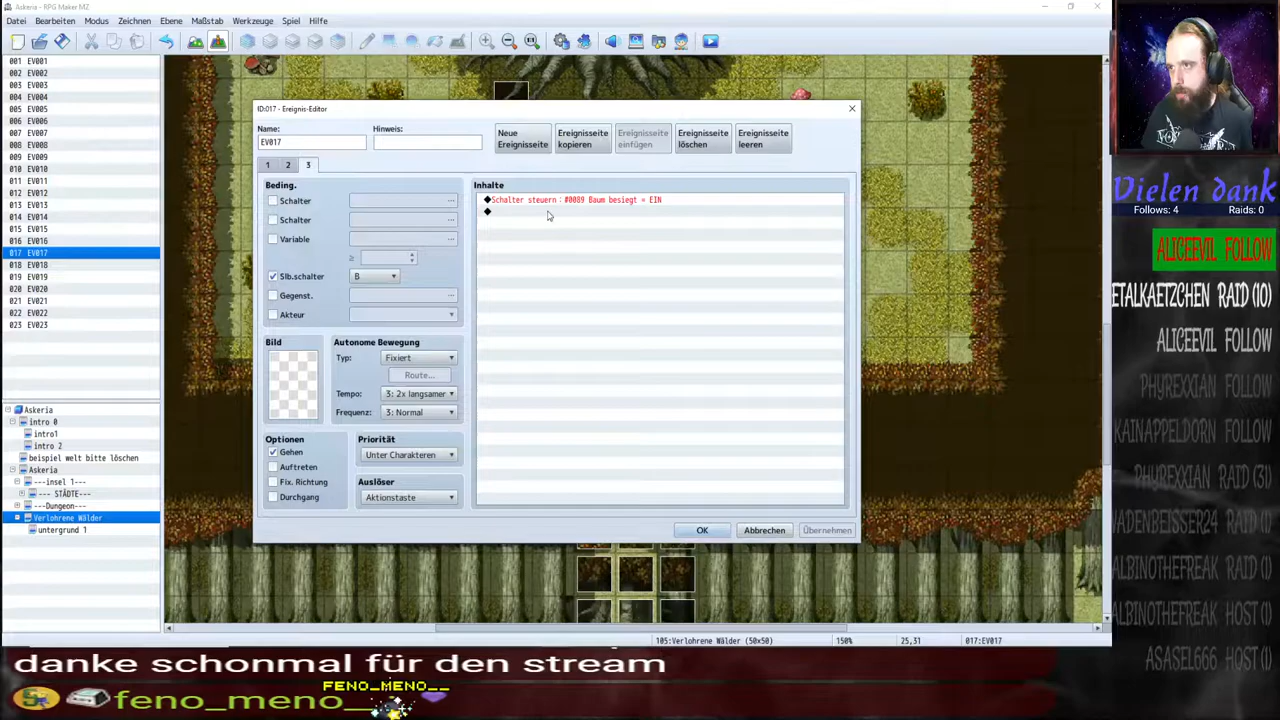 Askeria - RPG Maker MZ
Datei Bearbeiten Modus Zeichnen Ebene Maßstab Werkzeuge Spiel Hilfe
001 EV001
002 EV002
003 EV003
004 EV004
005 EV005
006 EV006
007 EV007
008 EV008
009 EV009
010 EV010
011 EV011
012 EV012
013 EV013
014 EV014
015 EV015
016 EV016
017 EV017
018 EV018
019 EV019
020 EV020
021 EV021
022 EV022
023 EV023
Askeria
intro 0
intro1
intro 2
beispiel welt bitte löschen
Askeria
---insel 1---
--- STÄDTE---
---Dungeon---
Verlohrene Wälder
untergrund 1
ID:017 - Ereignis-Editor
Name:
EV017
Hinweis:
Neue Ereignisseite
Ereignisseite kopieren
Ereignisseite einfügen
Ereignisseite löschen
Ereignisseite leeren
1 2 3
Beding.
Schalter
Schalter
Variable
≥
Slb.schalter B
Gegenst.
Akteur
Bild
Autonome Bewegung
Typ: Fixiert
Route...
Tempo: 3: 2x langsamer
Frequenz: 3: Normal
Optionen
Gehen
Auftreten
Fix. Richtung
Durchgang
Priorität
Unter Charakteren
Auslöser
Aktionstaste
Inhalte
◆Schalter steuern：#0089 Baum besiegt = EIN
◆
OK Abbrechen Übernehmen
105:Verlohrene Wälder (50x50) 150% 25,31 017:EV017
Vielen dank
Follows: 4 Raids: 0
ALICEEVIL FOLLOW
ETALKAETZCHEN RAID (10)
ALICEEVIL FOLLOW
PHYREXXIAN FOLLOW
KAINAPPELDORN FOLLOW
PHYREXXIAN RAID (3)
ADENBEISSER24 RAID ()
ALBINOTHEFREAK RAID ()
ALBINOTHEFREAK HOST (1)
ASASEL666 HOST (1)
danke schonmal für den stream
FENO_MENO__
feno_meno_